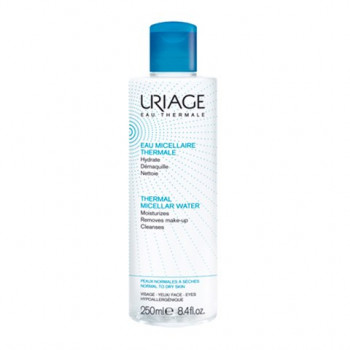 URIAGE
EAU THERMALE
EAU MICELLAIRE
THERMALE
Hydrate
Démaquille
Nettoie
THERMAL
MICELLAR WATER
Moisturizes
Removes make-up
Cleanses
PEAUX NORMALES À SÈCHES
NORMAL TO DRY SKIN
VISAGE - YEUX/ FACE - EYES
HYPOALLERGÉNIQUE
250ml e 8.4fl.oz.